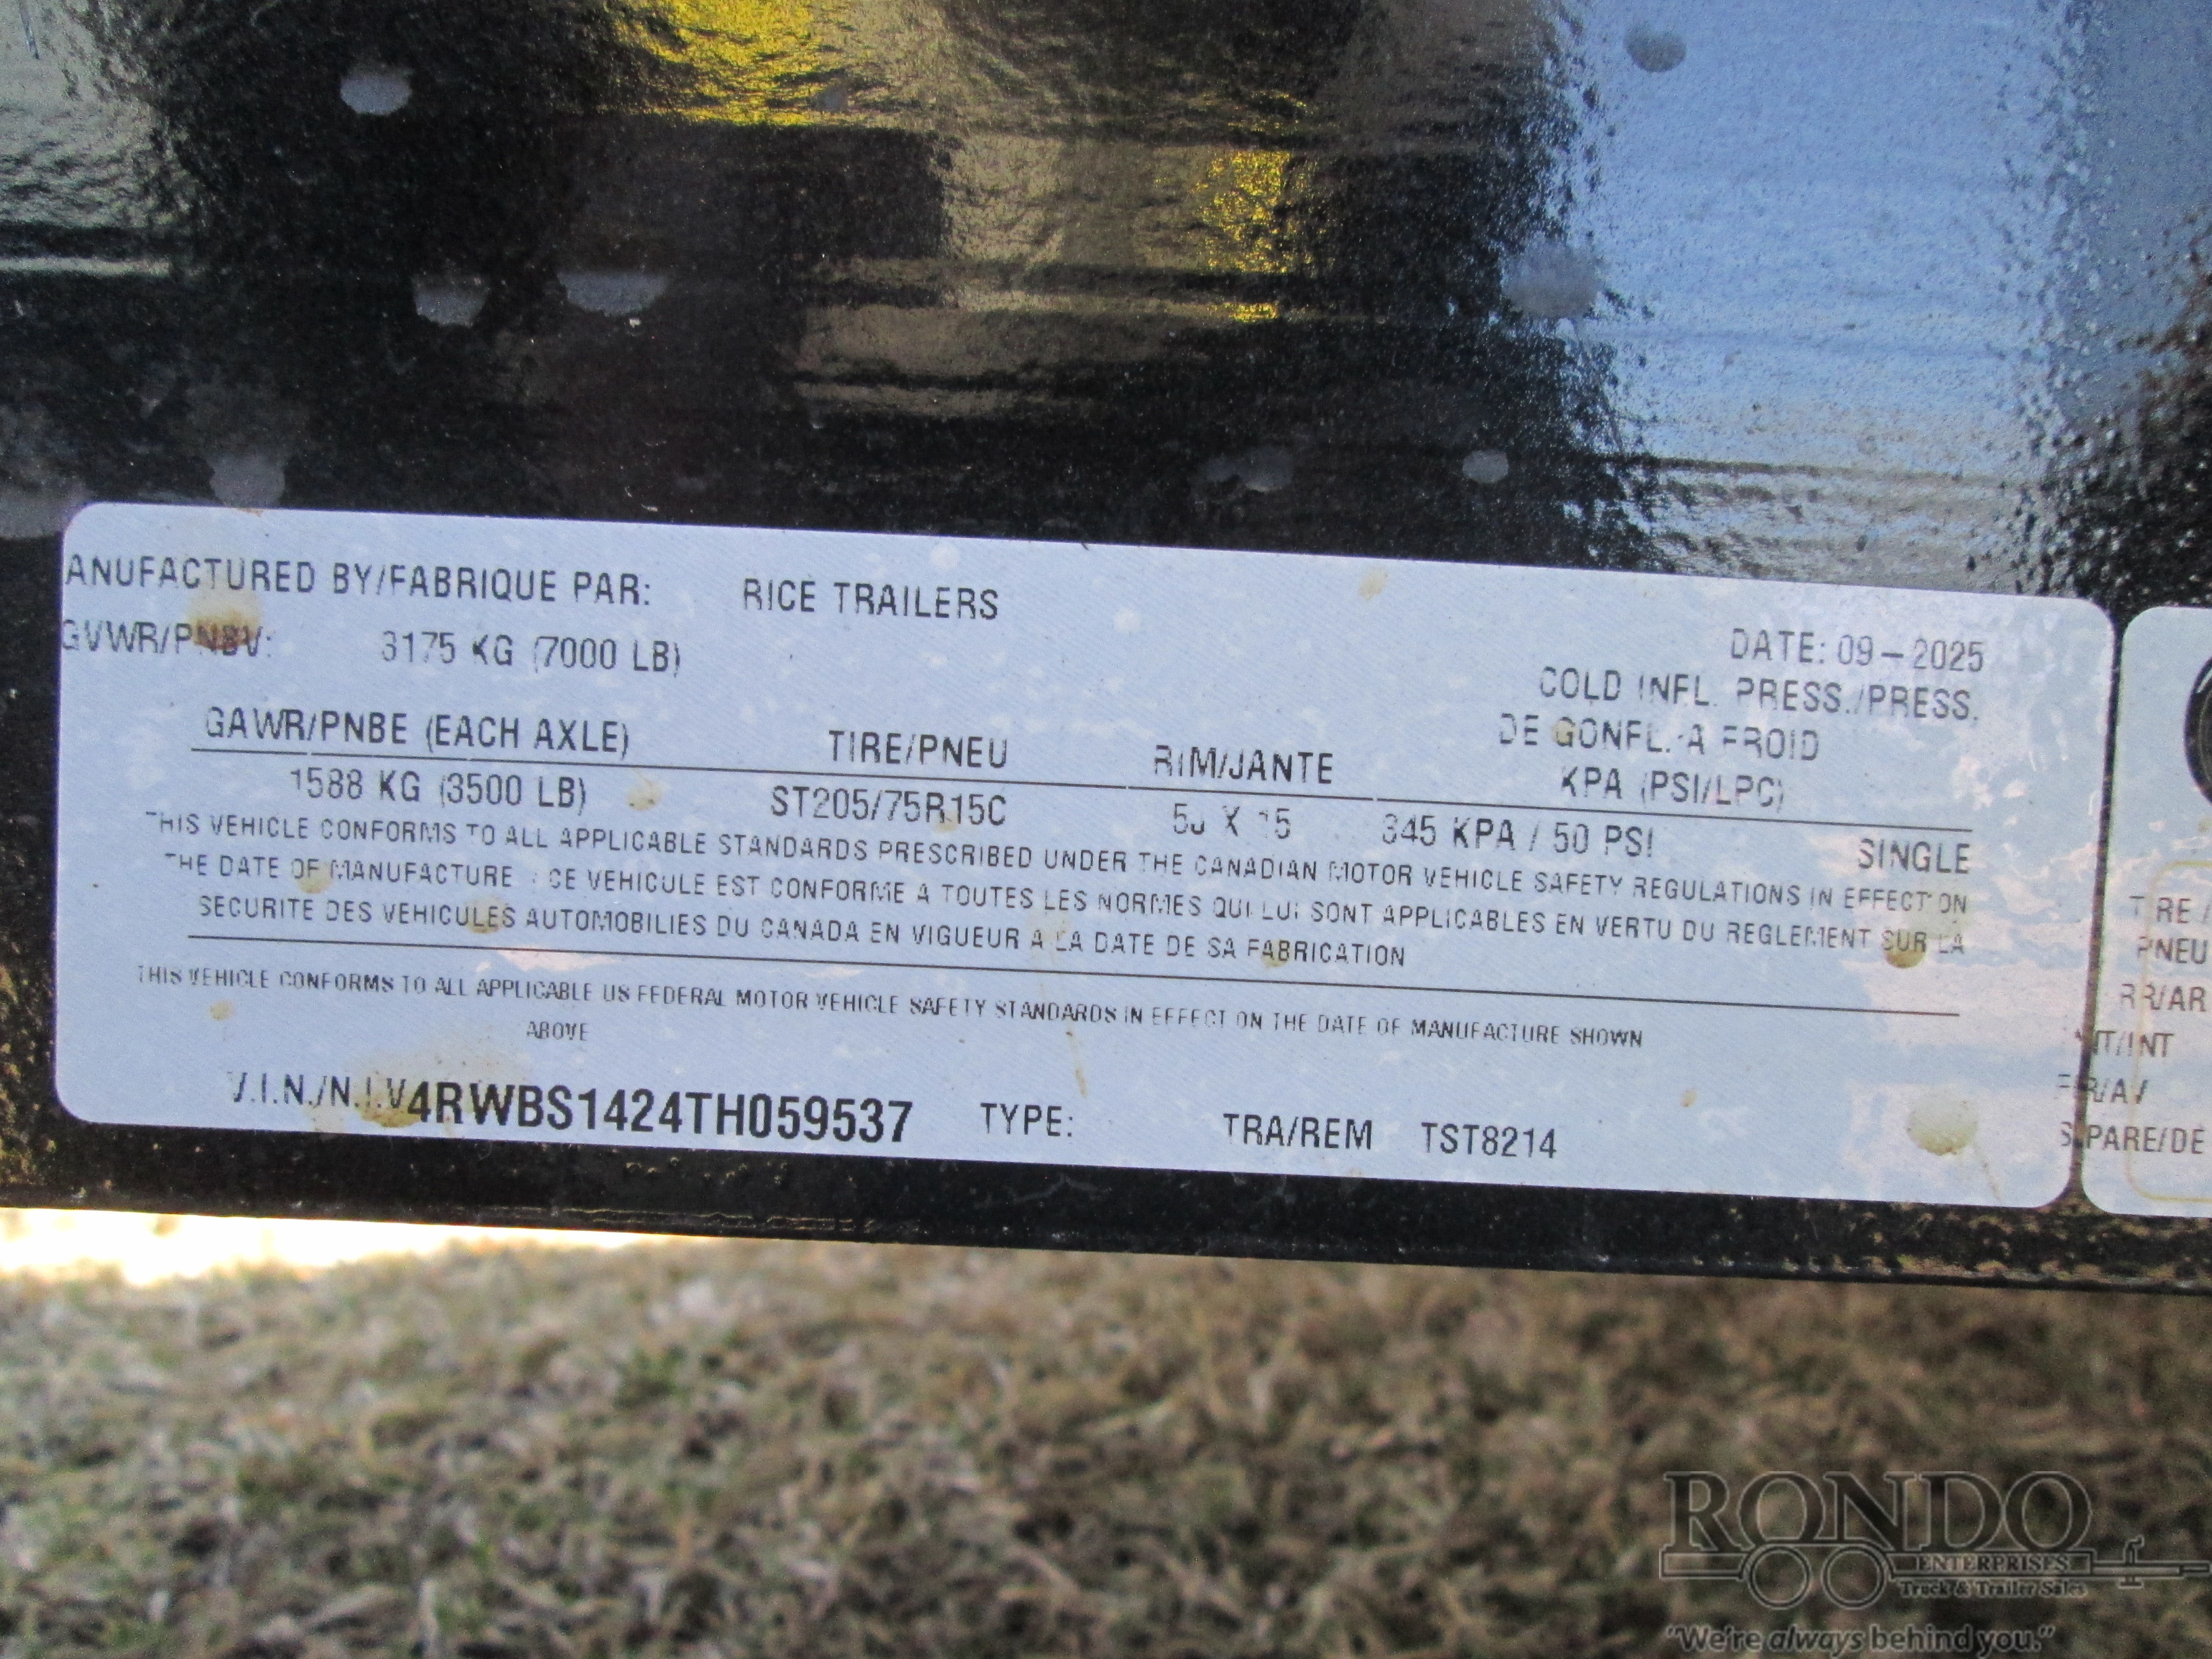 ANUFACTURED BY/FABRIQUE PAR: RICE TRAILERS
GVWR/PNBV: 3175 KG (7000 LB)
DATE: 09-2025
COLD INFL. PRESS./PRESS.
DE GONFL. A FROID
KPA (PSI/LPC)
GAWR/PNBE (EACH AXLE) TIRE/PNEU RIM/JANTE
1588 KG (3500 LB) ST205/75R15C 5J X 15 345 KPA / 50 PSI SINGLE
THIS VEHICLE CONFORMS TO ALL APPLICABLE STANDARDS PRESCRIBED UNDER THE CANADIAN MOTOR VEHICLE SAFETY REGULATIONS IN EFFECT ON
THE DATE OF MANUFACTURE / CE VEHICULE EST CONFORME A TOUTES LES NORMES QUI LUI SONT APPLICABLES EN VERTU DU REGLEMENT SUR LA
SECURITE DES VEHICULES AUTOMOBILIES DU CANADA EN VIGUEUR A LA DATE DE SA FABRICATION
THIS VEHICLE CONFORMS TO ALL APPLICABLE US FEDERAL MOTOR VEHICLE SAFETY STANDARDS IN EFFECT ON THE DATE OF MANUFACTURE SHOWN
ABOVE
V.I.N./N.I.V 4RWBS1424TH059537 TYPE: TRA/REM TST8214
TIRE /
PNEU
RR/AR
INT/INT
FR/AV
SPARE/DE
RONDO
ENTERPRISES
Truck & Trailer Sales
"We're always behind you."